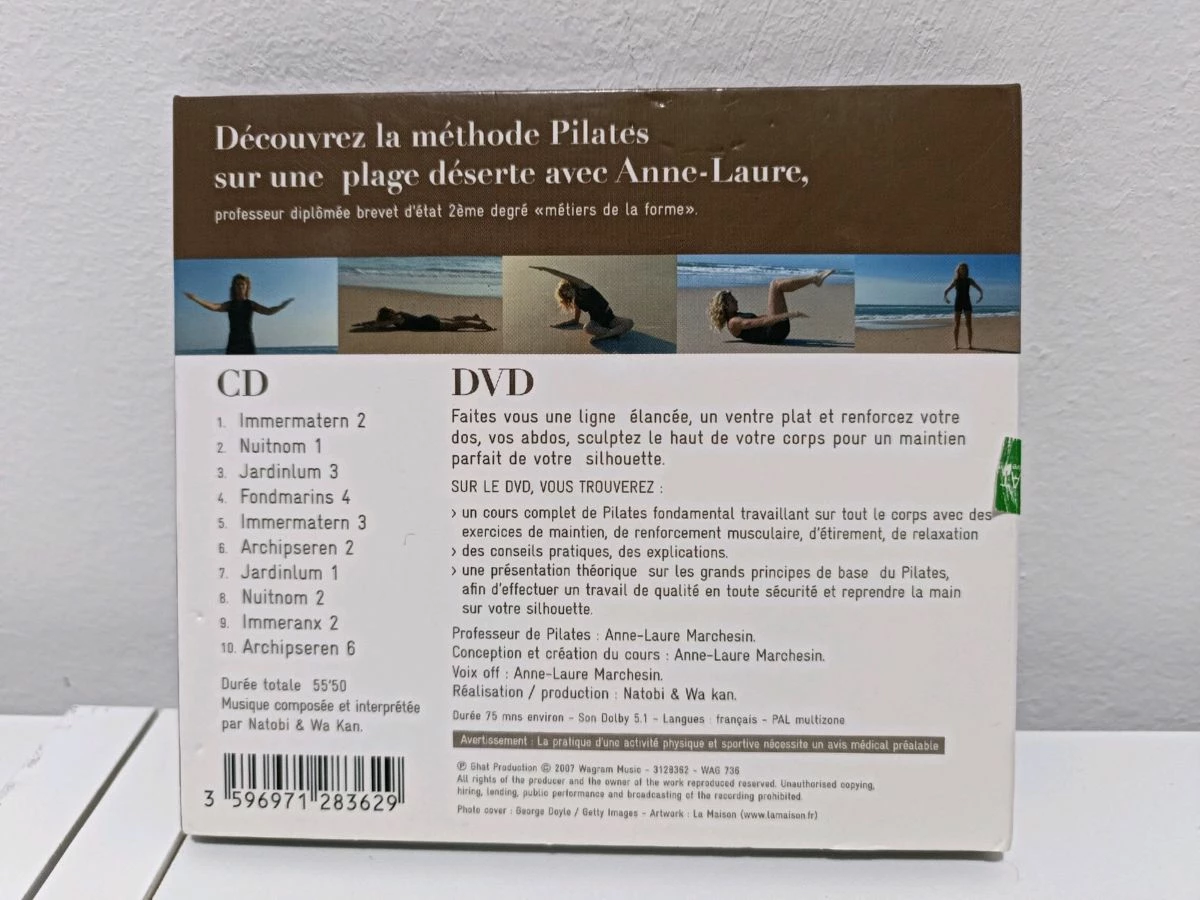 Découvrez la méthode Pilates
sur une plage déserte avec Anne-Laure,
professeur diplômée brevet d'état 2ème degré «métiers de la forme».
CD
1. Immermatern 2
2. Nuitnom 1
3. Jardinlum 3
4. Fondmarins 4
5. Immermatern 3
6. Archipseren 2
7. Jardinlum 1
8. Nuitnom 2
9. Immeranx 2
10. Archipseren 6
Durée totale 55'50
Musique composée et interprétée
par Natobi & Wa Kan.
3 596971 283629
DVD
Faites vous une ligne élancée, un ventre plat et renforcez votre
dos, vos abdos, sculptez le haut de votre corps pour un maintien
parfait de votre silhouette.
SUR LE DVD, VOUS TROUVEREZ :
› un cours complet de Pilates fondamental travaillant sur tout le corps avec des
exercices de maintien, de renforcement musculaire, d'étirement, de relaxation
› des conseils pratiques, des explications.
› une présentation théorique sur les grands principes de base du Pilates,
afin d'effectuer un travail de qualité en toute sécurité et reprendre la main
sur votre silhouette.
Professeur de Pilates : Anne-Laure Marchesin.
Conception et création du cours : Anne-Laure Marchesin.
Voix off : Anne-Laure Marchesin.
Réalisation / production : Natobi & Wa kan.
Durée 75 mns environ - Son Dolby 5.1 - Langues : français - PAL multizone
Avertissement : La pratique d'une activité physique et sportive nécessite un avis médical préalable
℗ Ghat Production © 2007 Wagram Music - 3128362 - WAG 736
All rights of the producer and the owner of the work reproduced reserved. Unauthorised copying,
hiring, lending, public performance and broadcasting of the recording prohibited.
Photo cover : George Doyle / Getty Images - Artwork : La Maison (www.lamaison.fr)